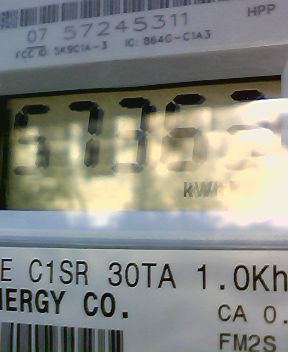 HPP
07 57245311
FCC ID: SK9C1A-3 IC: 864G-C1A3
kWh
E C1SR 30TA 1.0Kh
NERGY CO.
CA 0.
FM2S